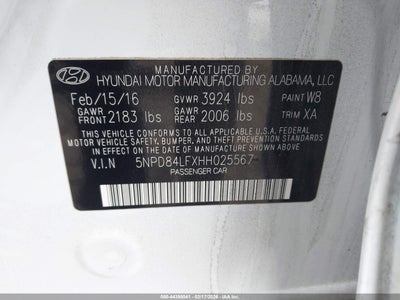 MANUFACTURED BY
HYUNDAI MOTOR MANUFACTURING ALABAMA, LLC
Feb/15/16 GVWR 3924 lbs PAINT W8
GAWR FRONT 2183 lbs GAWR REAR 2006 lbs TRIM XA
THIS VEHICLE CONFORMS TO ALL APPLICABLE U.S.A. FEDERAL
MOTOR VEHICLE SAFETY, BUMPER, AND THEFT PREVENTION
STANDARDS IN EFFECT ON THE DATE OF MANUFACTURE SHOWN ABOVE.
V.I.N 5NPD84LFXHH025567
PASSENGER CAR